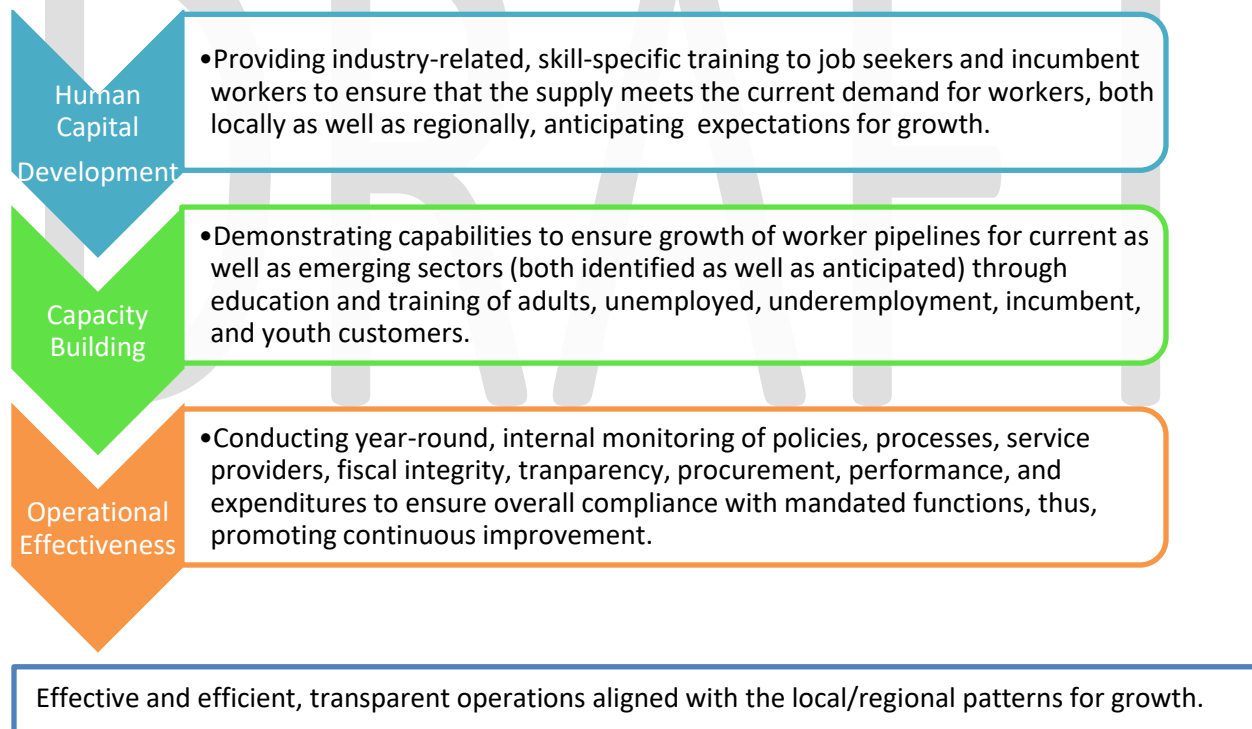 DRAFT
Human
Capital
Development
•Providing industry-related, skill-specific training to job seekers and incumbent
workers to ensure that the supply meets the current demand for workers, both
locally as well as regionally, anticipating expectations for growth.
Capacity
Building
•Demonstrating capabilities to ensure growth of worker pipelines for current as
well as emerging sectors (both identified as well as anticipated) through
education and training of adults, unemployed, underemployment, incumbent,
and youth customers.
Operational
Effectiveness
•Conducting year-round, internal monitoring of policies, processes, service
providers, fiscal integrity, tranparency, procurement, performance, and
expenditures to ensure overall compliance with mandated functions, thus,
promoting continuous improvement.
Effective and efficient, transparent operations aligned with the local/regional patterns for growth.